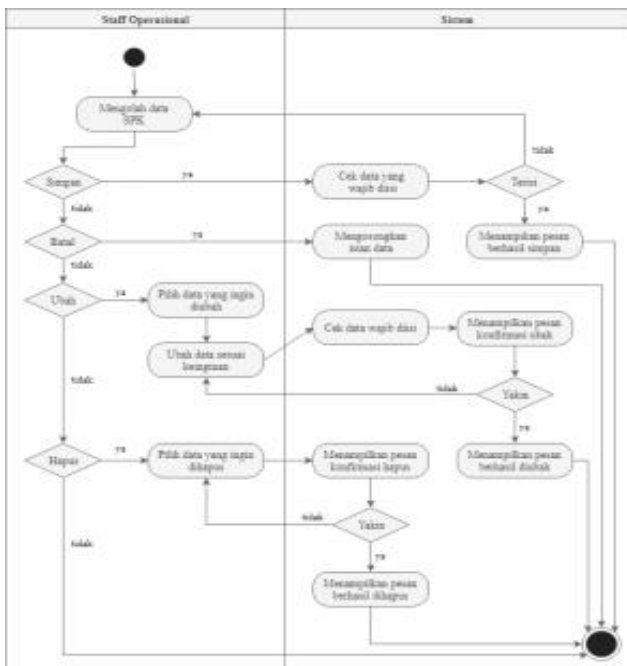 Staff Operasional
Sistem
Mengolah data
SPK
tidak
Simpan
ya
Cek data yang
wajib diisi
Terisi
tidak
ya
Batal
ya
Mengosongkan
isian data
Menampilkan pesan
berhasil simpan
tidak
Ubah
ya
Pilih data yang ingin
diubah
Ubah data sesuai
keinginan
Cek data wajib diisi
Menampilkan pesan
konfirmasi ubah
tidak
tidak
Yakin
ya
Hapus
ya
Pilih data yang ingin
dihapus
Menampilkan pesan
konfirmasi hapus
Menampilkan pesan
berhasil diubah
tidak
tidak
Yakin
ya
Menampilkan pesan
berhasil dihapus